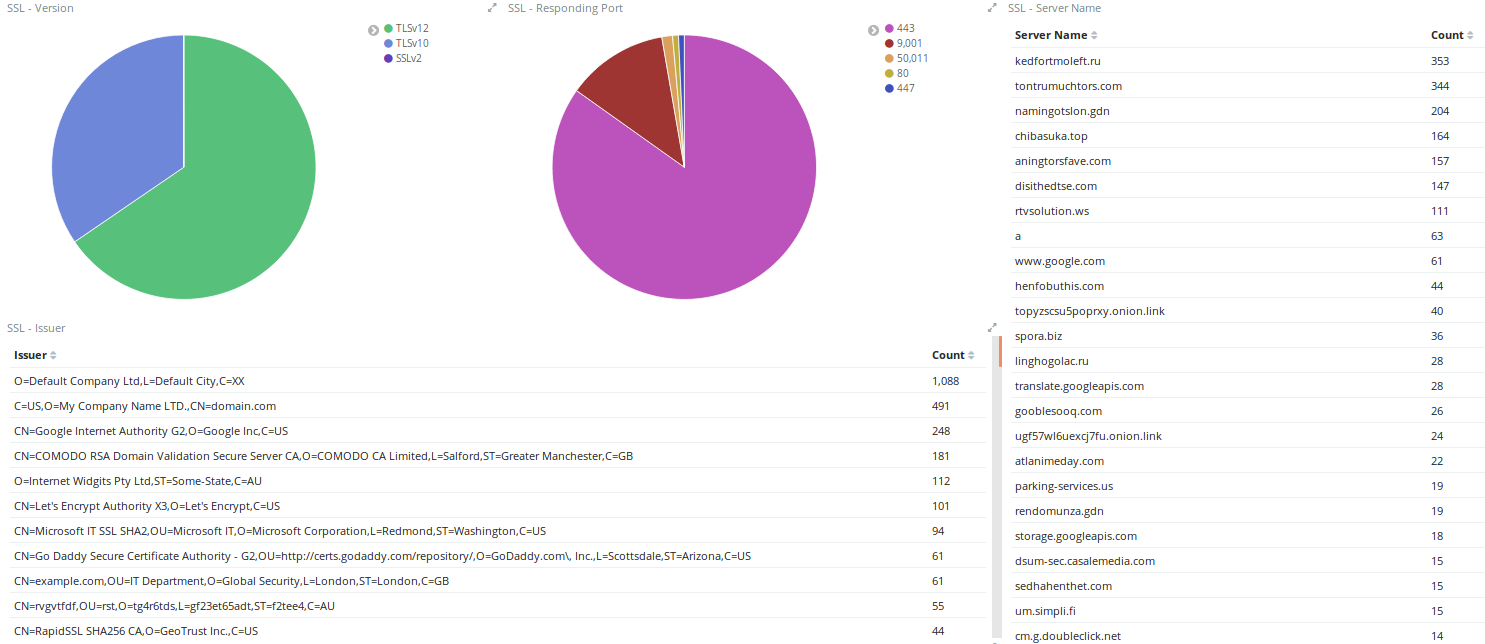 SSL - Version
TLSv12
TLSv10
SSLv2
SSL - Responding Port
443
9,001
50,011
80
447
SSL - Issuer
Issuer Count
O=Default Company Ltd,L=Default City,C=XX 1,088
C=US,O=My Company Name LTD.,CN=domain.com 491
CN=Google Internet Authority G2,O=Google Inc,C=US 248
CN=COMODO RSA Domain Validation Secure Server CA,O=COMODO CA Limited,L=Salford,ST=Greater Manchester,C=GB 181
O=Internet Widgits Pty Ltd,ST=Some-State,C=AU 112
CN=Let's Encrypt Authority X3,O=Let's Encrypt,C=US 101
CN=Microsoft IT SSL SHA2,OU=Microsoft IT,O=Microsoft Corporation,L=Redmond,ST=Washington,C=US 94
CN=Go Daddy Secure Certificate Authority - G2,OU=http://certs.godaddy.com/repository/,O=GoDaddy.com\, Inc.,L=Scottsdale,ST=Arizona,C=US 61
CN=example.com,OU=IT Department,O=Global Security,L=London,ST=London,C=GB 61
CN=rvgvtfdf,OU=rst,O=tg4r6tds,L=gf23et65adt,ST=f2tee4,C=AU 55
CN=RapidSSL SHA256 CA,O=GeoTrust Inc.,C=US 44
SSL - Server Name
Server Name Count
kedfortmoleft.ru 353
tontrumuchtors.com 344
namingotslon.gdn 204
chibasuka.top 164
aningtorsfave.com 157
disithedtse.com 147
rtvsolution.ws 111
a 63
www.google.com 61
henfobuthis.com 44
topyzscsu5poprxy.onion.link 40
spora.biz 36
linghogolac.ru 28
translate.googleapis.com 28
gooblesooq.com 26
ugf57wl6uexcj7fu.onion.link 24
atlanimeday.com 22
parking-services.us 19
rendomunza.gdn 19
storage.googleapis.com 18
dsum-sec.casalemedia.com 15
sedhahenthet.com 15
um.simpli.fi 15
cm.g.doubleclick.net 14